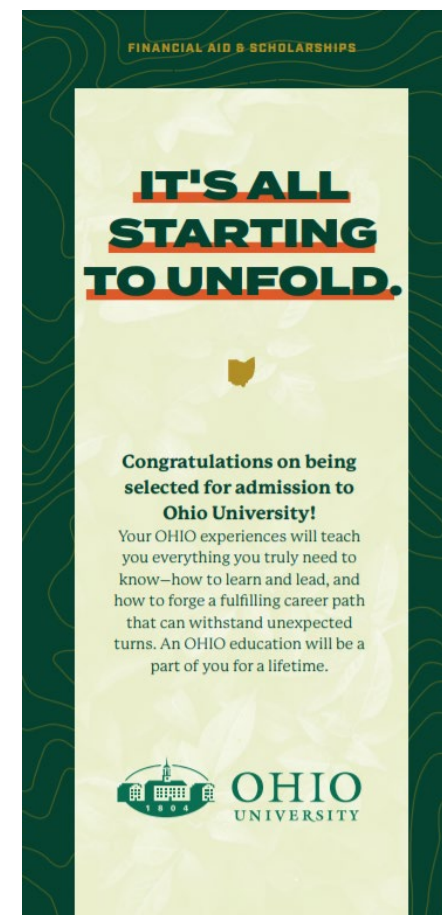 FINANCIAL AID & SCHOLARSHIPS
IT'S ALL
STARTING
TO UNFOLD.
Congratulations on being
selected for admission to
Ohio University!
Your OHIO experiences will teach
you everything you truly need to
know—how to learn and lead, and
how to forge a fulfilling career path
that can withstand unexpected
turns. An OHIO education will be a
part of you for a lifetime.
1804
OHIO
UNIVERSITY